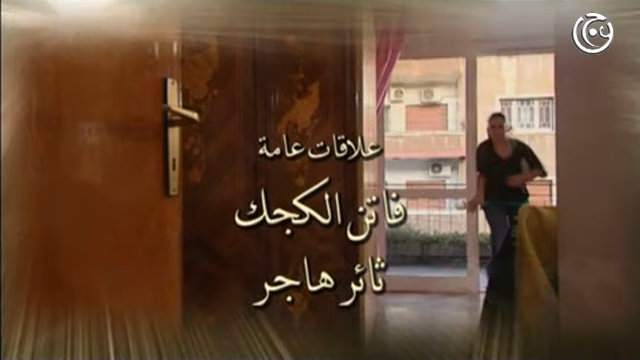 علاقات عامة
فاتن الكجك
ثائر هاجر